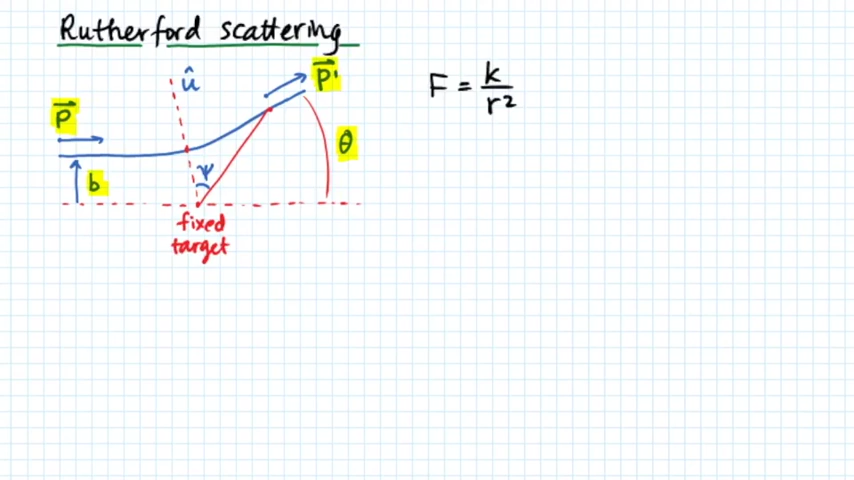 Rutherford scattering
û
p⃗'
p⃗
F = k/r²
θ
ψ
b
fixed
target